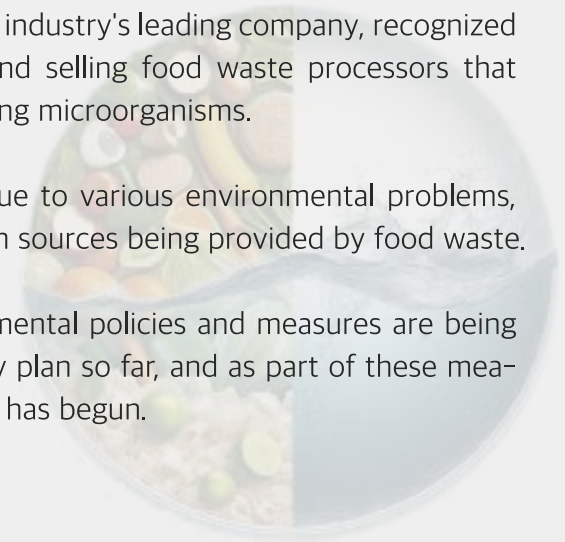 industry's leading company, recognized
nd selling food waste processors that
ng microorganisms.
ue to various environmental problems,
n sources being provided by food waste.
mental policies and measures are being
y plan so far, and as part of these mea-
has begun.